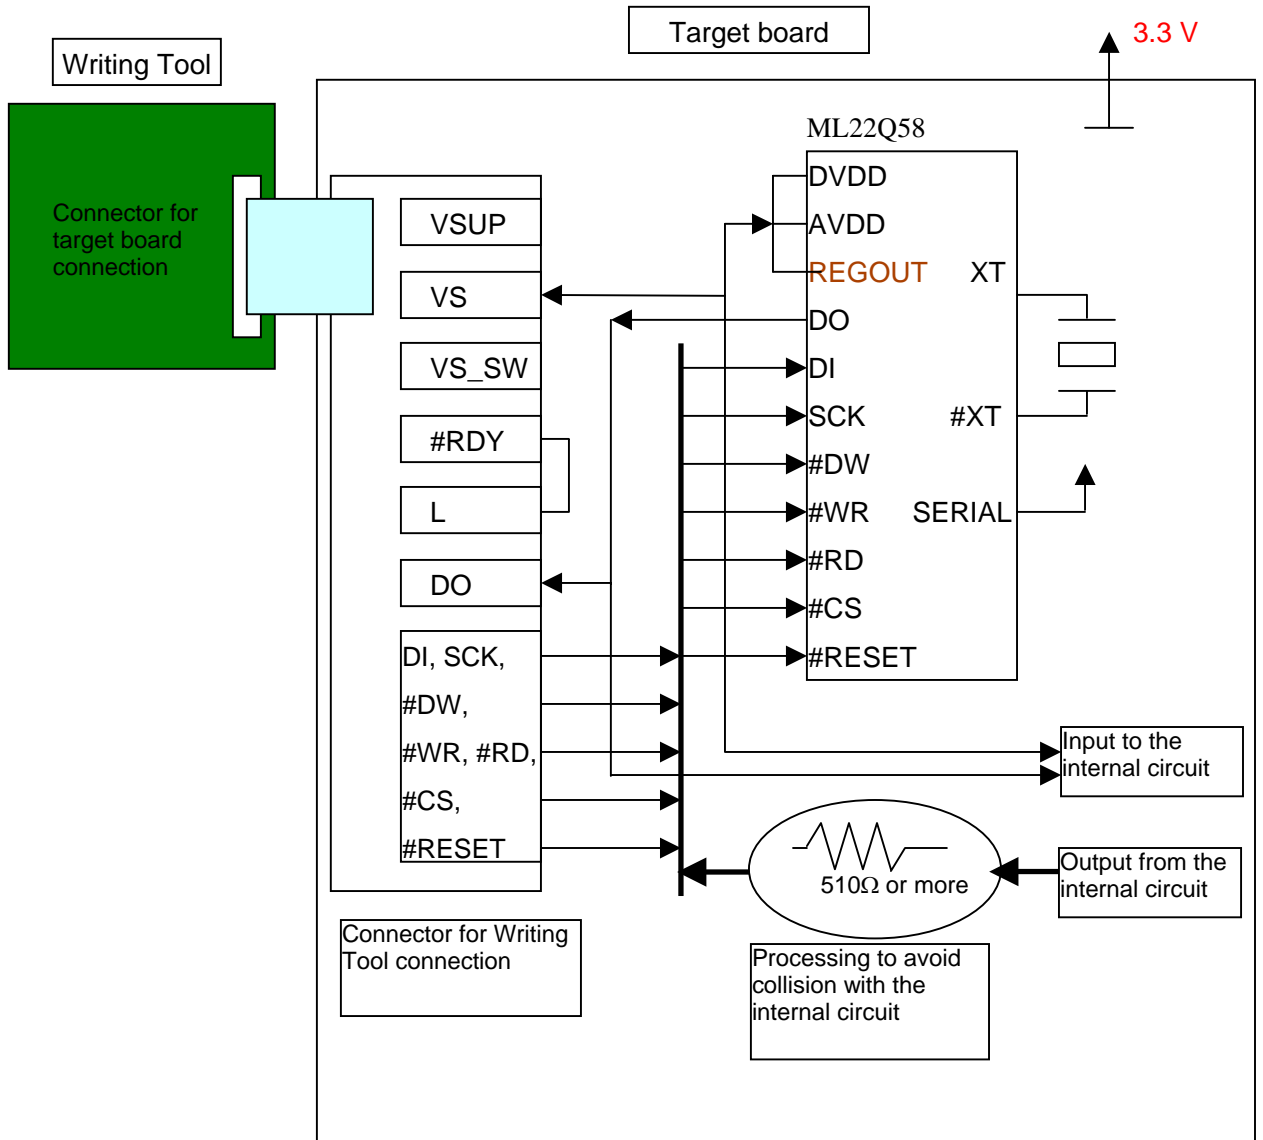 Target board
3.3 V
Writing Tool
ML22Q58
Connector for
target board
connection
VSUP
VS
VS_SW
#RDY
L
DO
DI, SCK,
#DW,
#WR, #RD,
#CS,
#RESET
DVDD
AVDD
REGOUT
DO
DI
SCK
#DW
#WR
#RD
#CS
#RESET
XT
#XT
SERIAL
Input to the
internal circuit
510Ω or more
Output from the
internal circuit
Connector for Writing
Tool connection
Processing to avoid
collision with the
internal circuit